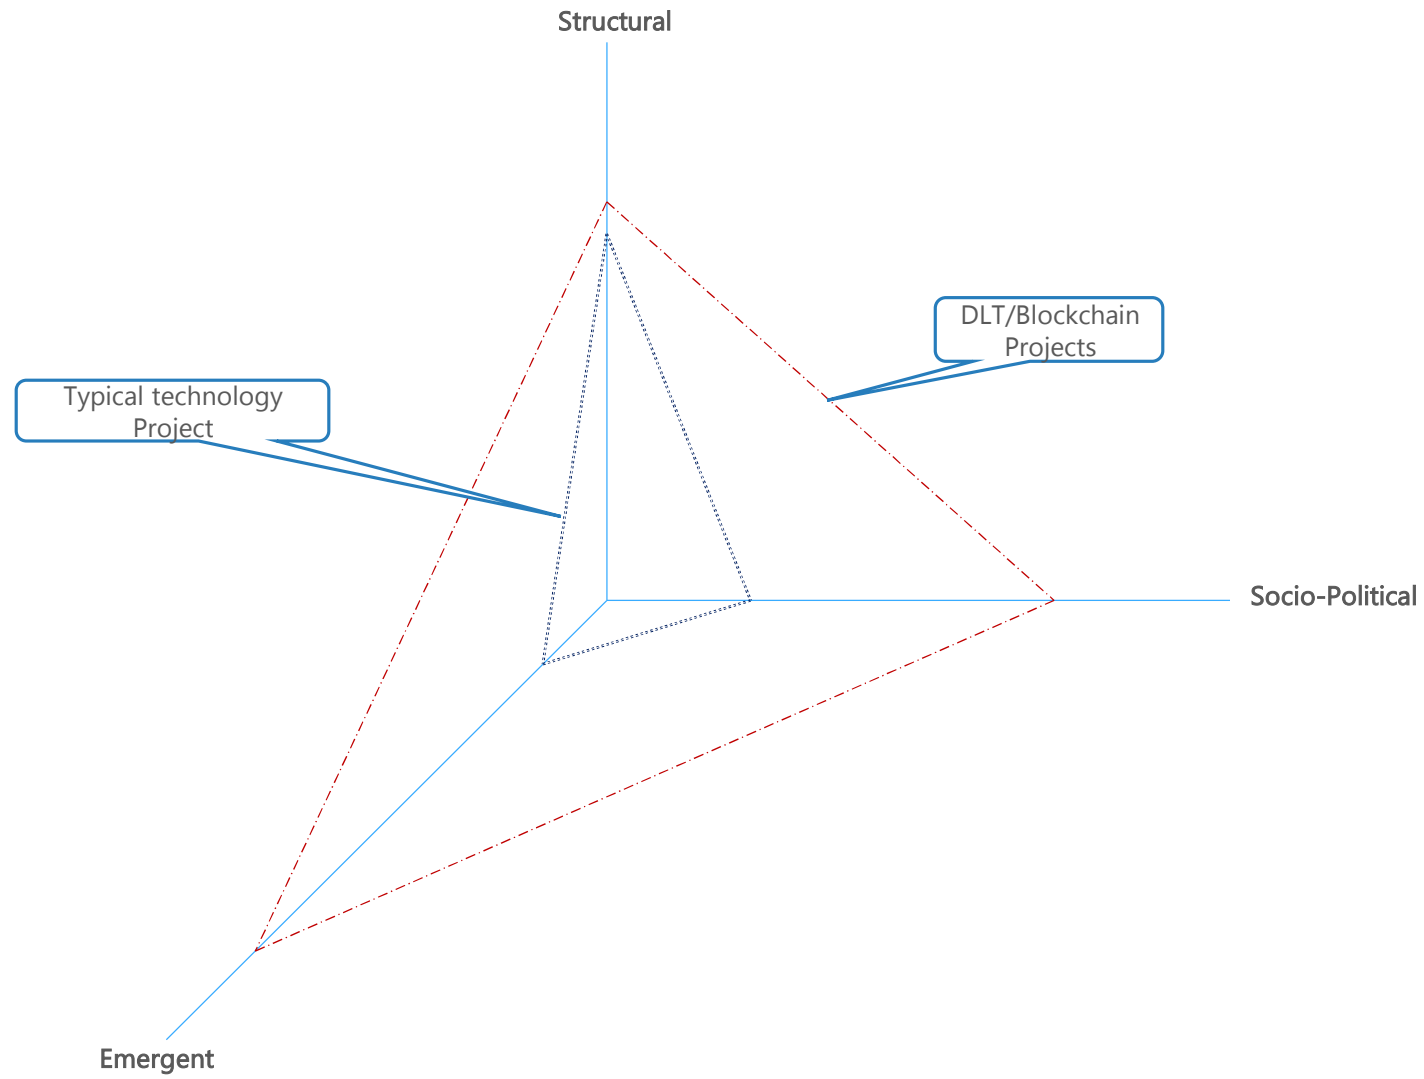 Structural
DLT/Blockchain
Projects
Typical technology
Project
Socio-Political
Emergent